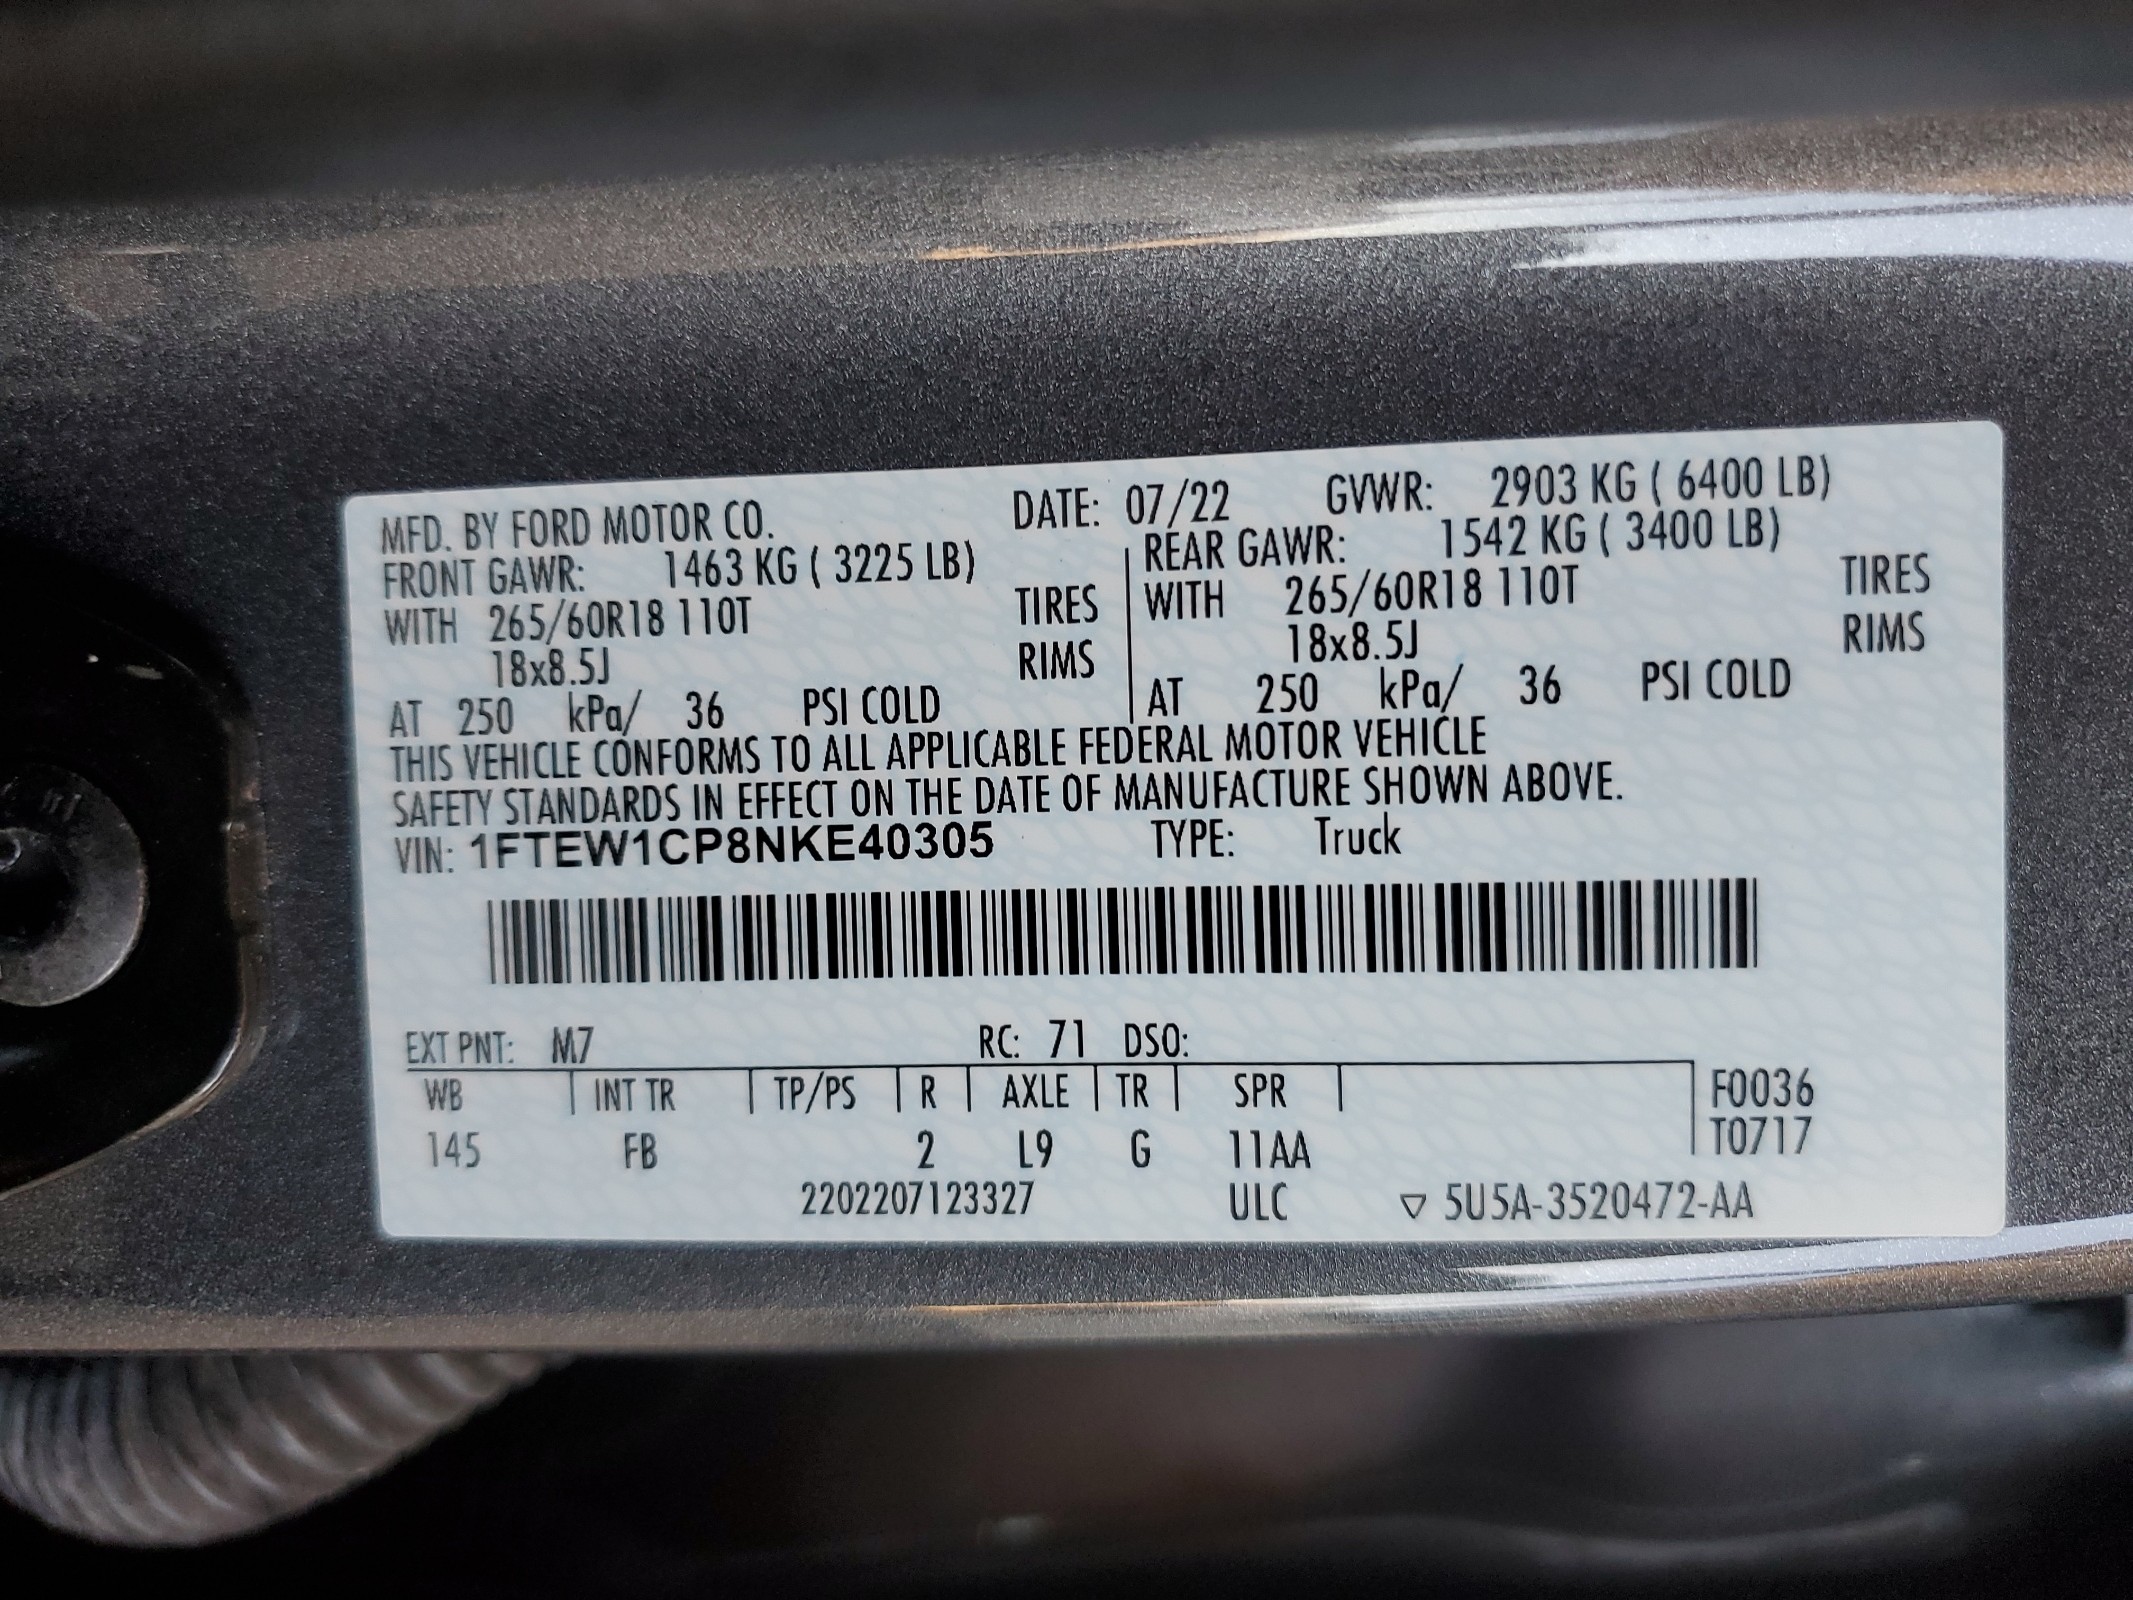 MFD. BY FORD MOTOR CO. DATE: 07/22 GVWR: 2903 KG ( 6400 LB)
FRONT GAWR: 1463 KG ( 3225 LB) REAR GAWR: 1542 KG ( 3400 LB)
WITH 265/60R18 110T TIRES WITH 265/60R18 110T TIRES
18x8.5J RIMS 18x8.5J RIMS
AT 250 kPa/ 36 PSI COLD AT 250 kPa/ 36 PSI COLD
THIS VEHICLE CONFORMS TO ALL APPLICABLE FEDERAL MOTOR VEHICLE
SAFETY STANDARDS IN EFFECT ON THE DATE OF MANUFACTURE SHOWN ABOVE.
VIN: 1FTEW1CP8NKE40305 TYPE: Truck
EXT PNT: M7 RC: 71 DSO:
WB INT TR TP/PS R AXLE TR SPR F0036
145 FB 2 L9 G 11AA T0717
2202207123327 ULC ▽ 5U5A-3520472-AA